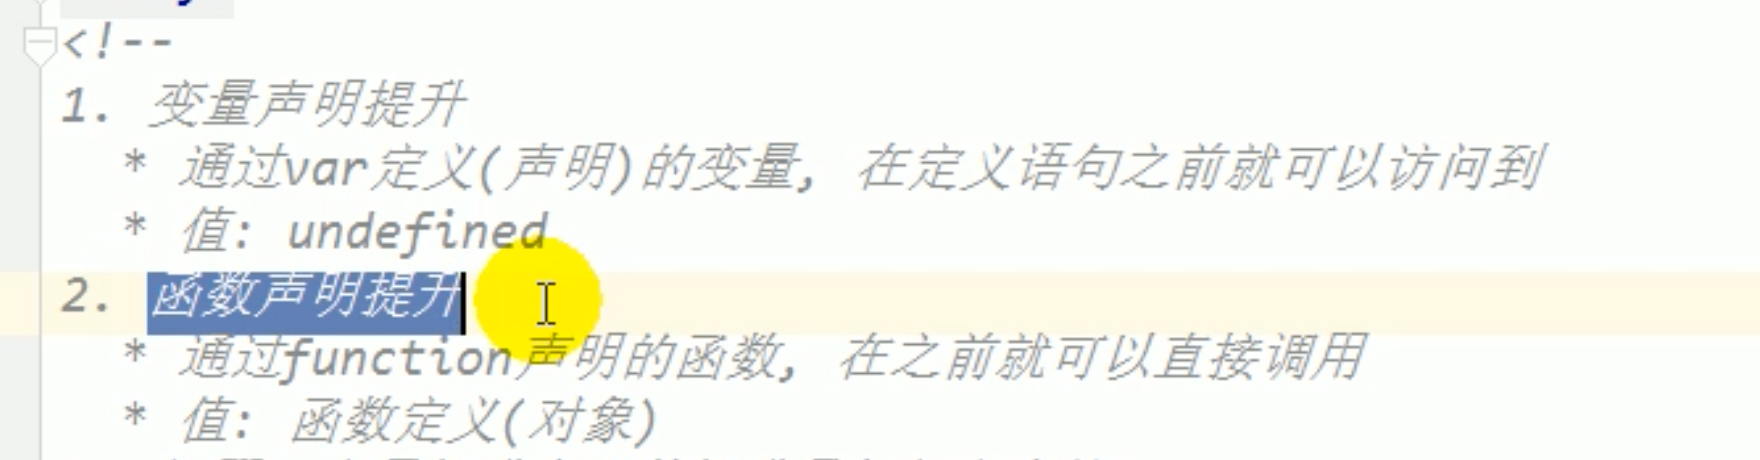 <!--
1. 变量声明提升
* 通过var定义(声明)的变量, 在定义语句之前就可以访问到
* 值: undefined
2. 函数声明提升
* 通过function声明的函数, 在之前就可以直接调用
* 值: 函数定义(对象)